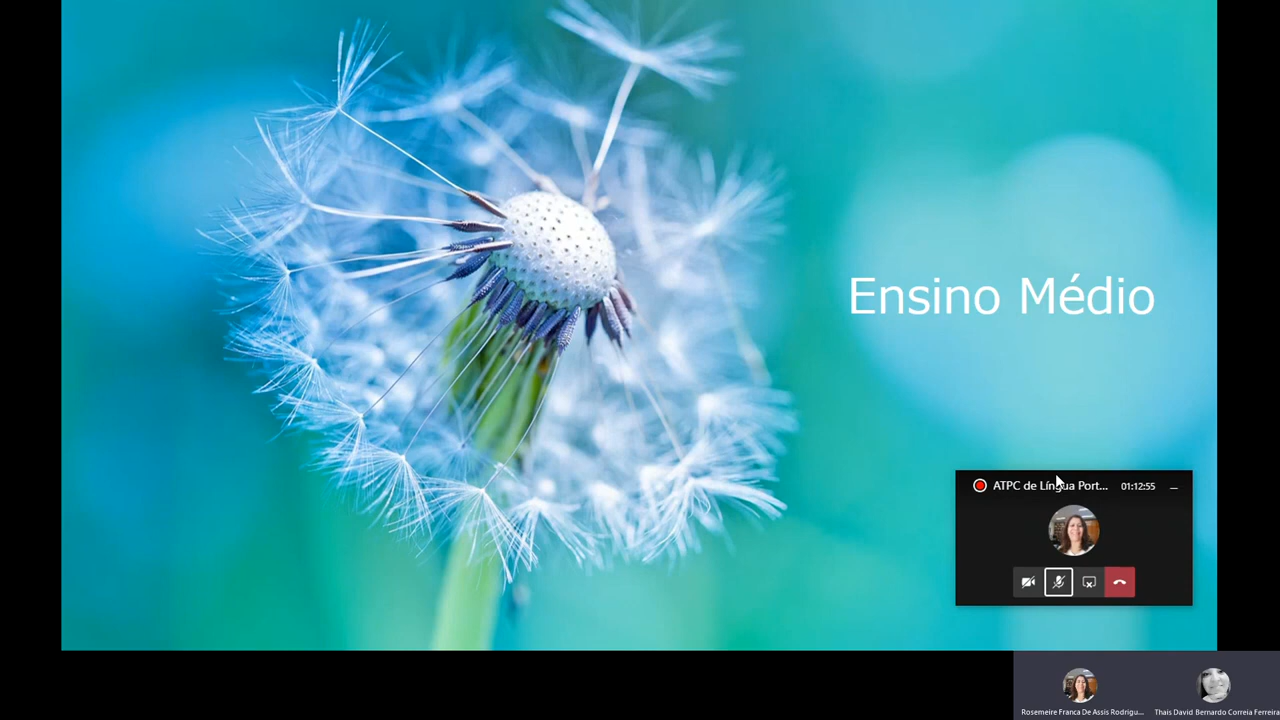 Ensino Médio
ATPC de Língua Port... 01:12:55
Rosemeire Franca De Assis Rodrigu...
Thais David Bernardo Correia Ferreira